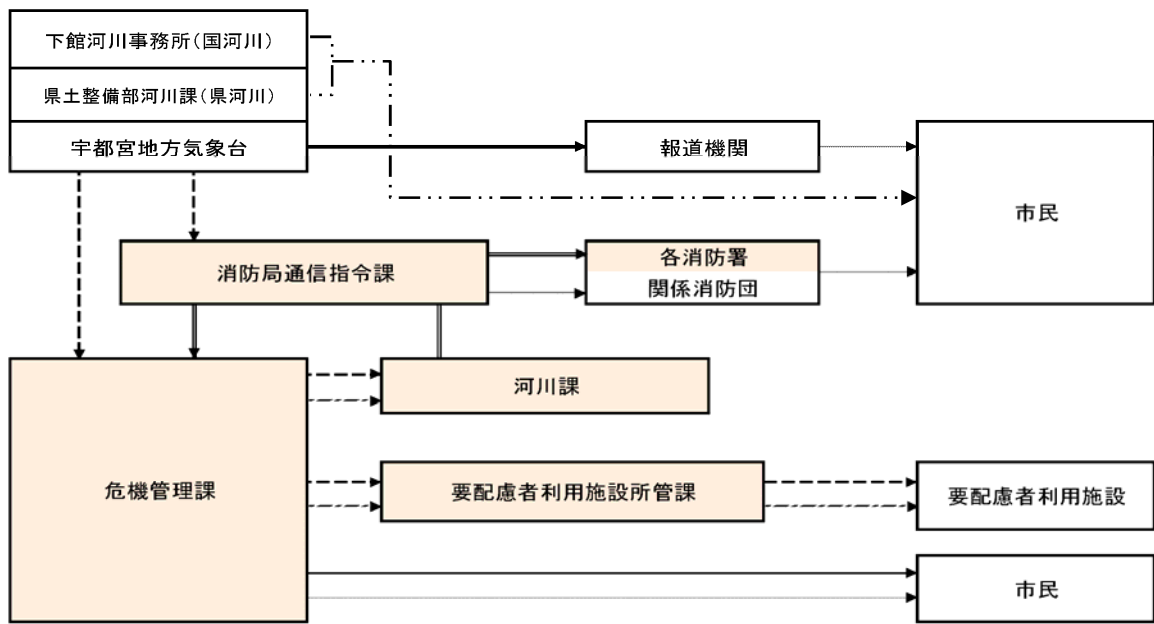 下館河川事務所（国河川）
県土整備部河川課（県河川）
宇都宮地方気象台
報道機関
市民
消防局通信指令課
各消防署
関係消防団
河川課
危機管理課
要配慮者利用施設所管課
要配慮者利用施設
市民